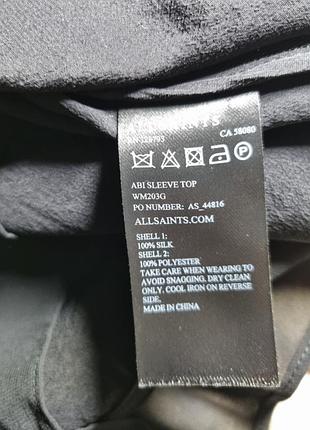 CA 58080
ABI SLEEVE TOP
WM203G
PO NUMBER: AS_44816
ALLSAINTS.COM
SHELL 1:
100% SILK
SHELL 2:
100% POLYESTER
TAKE CARE WHEN WEARING TO
AVOID SNAGGING. DRY CLEAN
ONLY. COOL IRON ON REVERSE
SIDE.
MADE IN CHINA